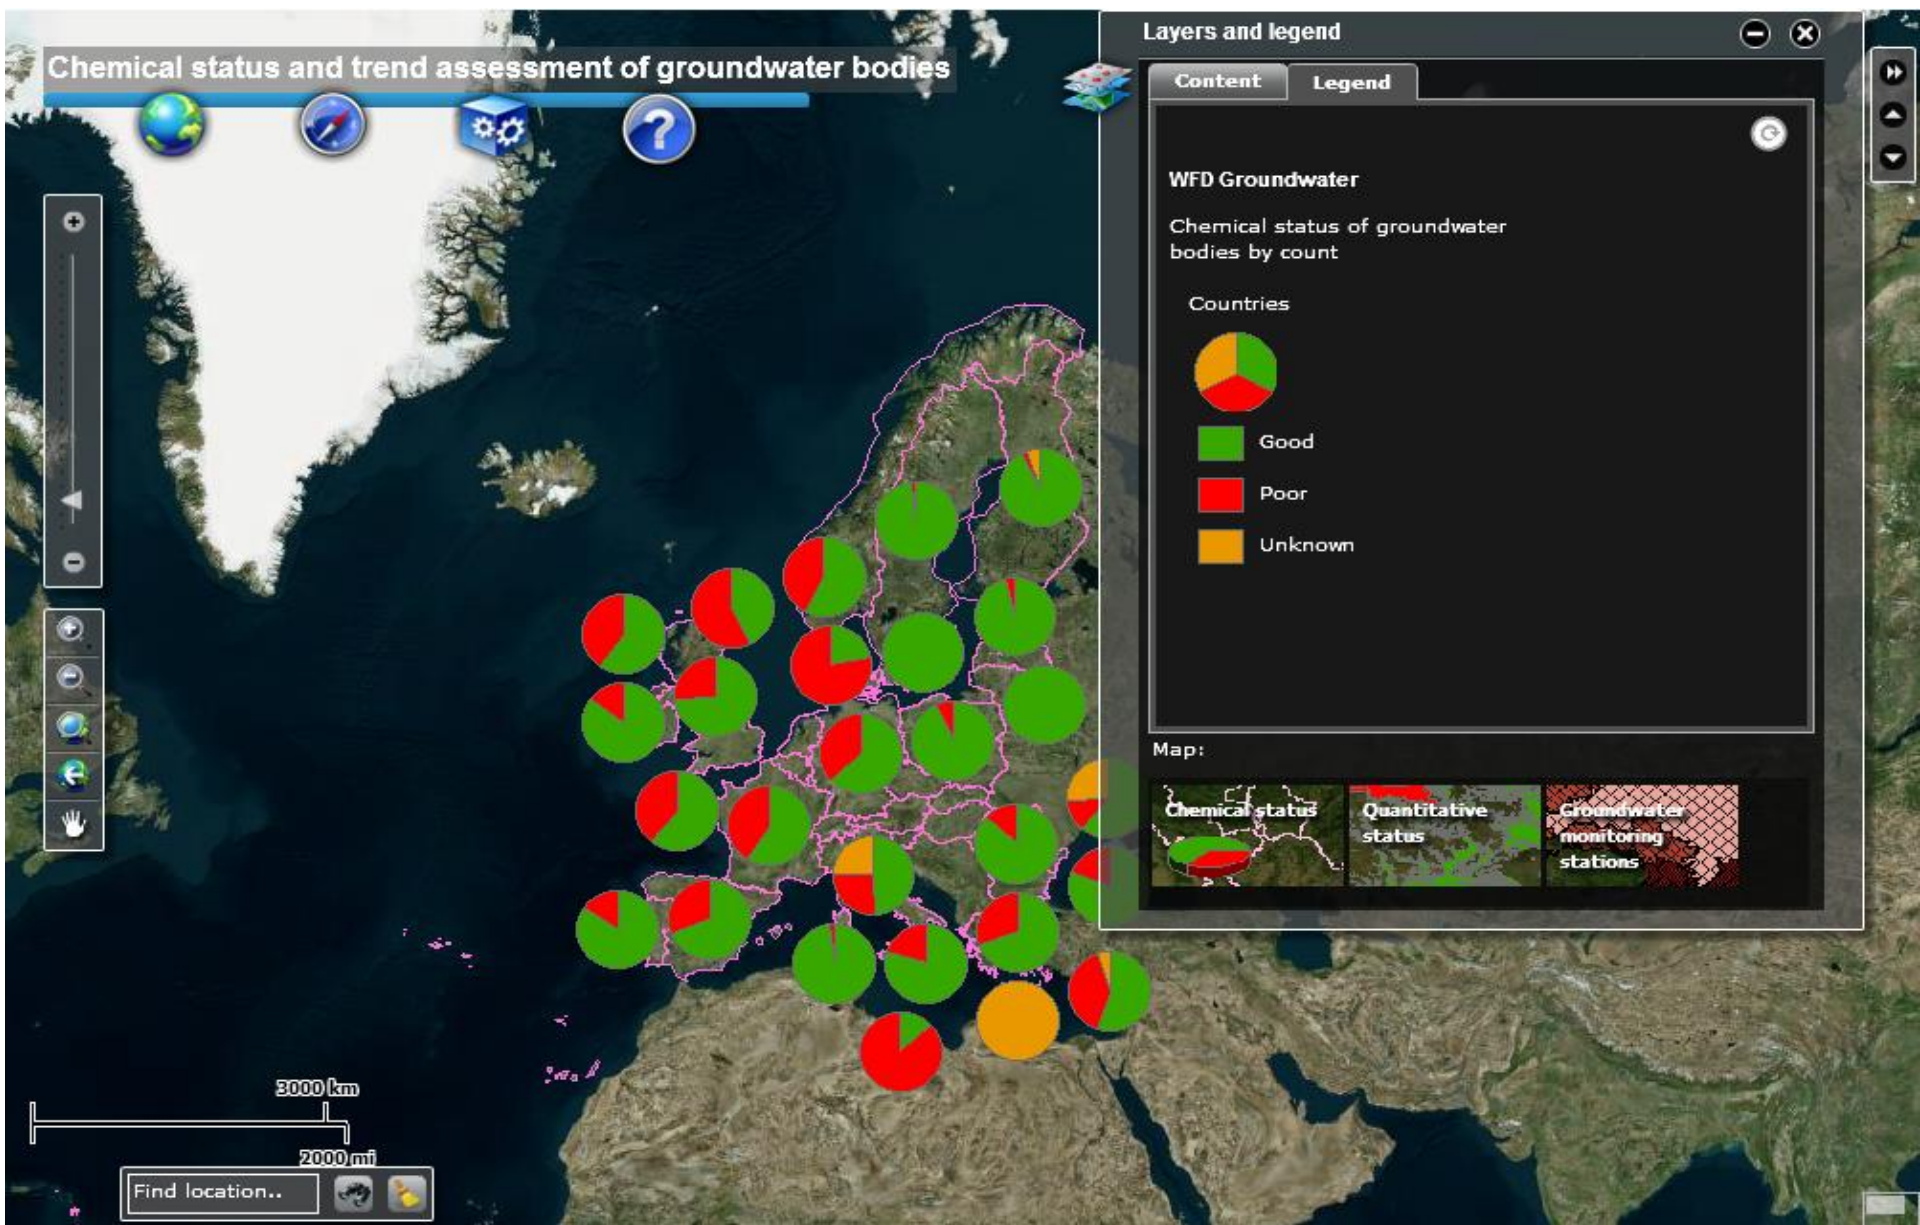 Chemical status and trend assessment of groundwater bodies
Layers and legend
Content
Legend
WFD Groundwater
Chemical status of groundwater
bodies by count
Countries
Good
Poor
Unknown
Map:
Chemical status
Quantitative
status
Groundwater
monitoring
stations
3000 km
2000 mi
Find location..